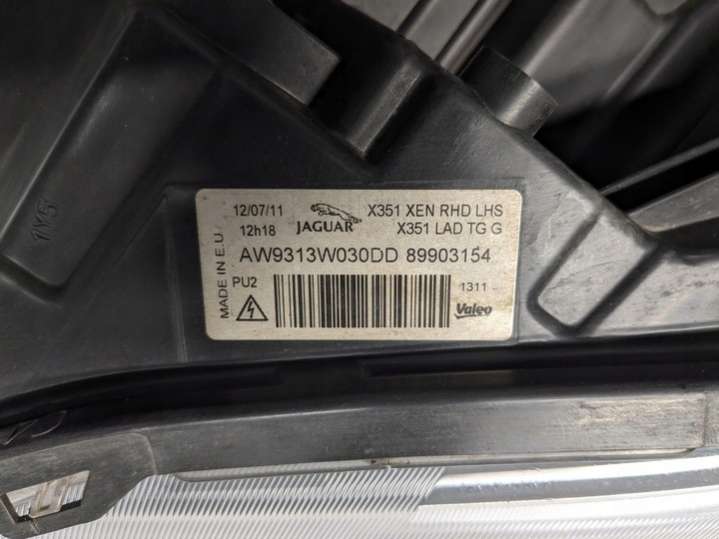 1Y5
12/07/11
12h18
JAGUAR
X351 XEN RHD LHS
X351 LAD TG G
MADE IN E.U.
AW9313W030DD 89903154
PU2
1311
Valeo